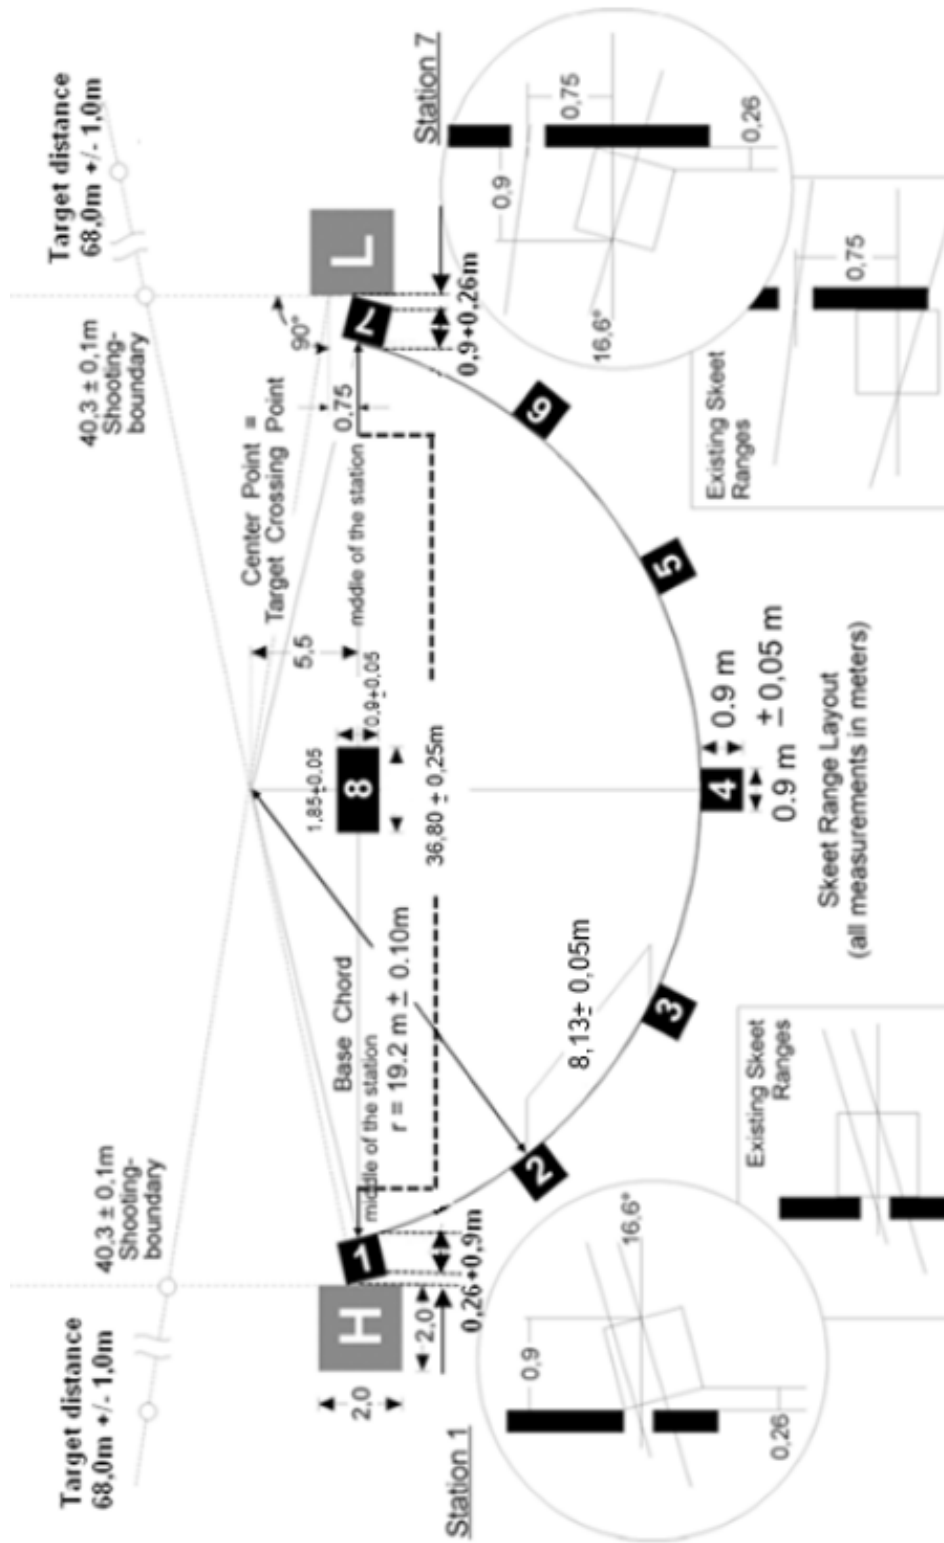 Target distance
68,0m +/- 1,0m
40,3 ± 0,1m
Shooting-
boundary
Target distance
68,0m +/- 1,0m
40,3 ± 0,1m
Shooting-
boundary
Center Point =
Target Crossing Point
90°
L
H
2,0
2,0
5,5
0,75
mddle of the station
7
0,9+0,26m
1,85±0.05
0,9±0,05
8
36,80 ± 0,25m
Base Chord
middle of the station
r = 19.2 m ± 0.10m
1
0,26+0,9m
2
8,13± 0,05m
3
4
0.9 m
0.9 m ± 0,05 m
5
6
Skeet Range Layout
(all measurements in meters)
Station 1
0,9
16,6°
0,26
Existing Skeet
Ranges
Station 7
0,9
0,75
16,6°
0,26
Existing Skeet
Ranges
0,75